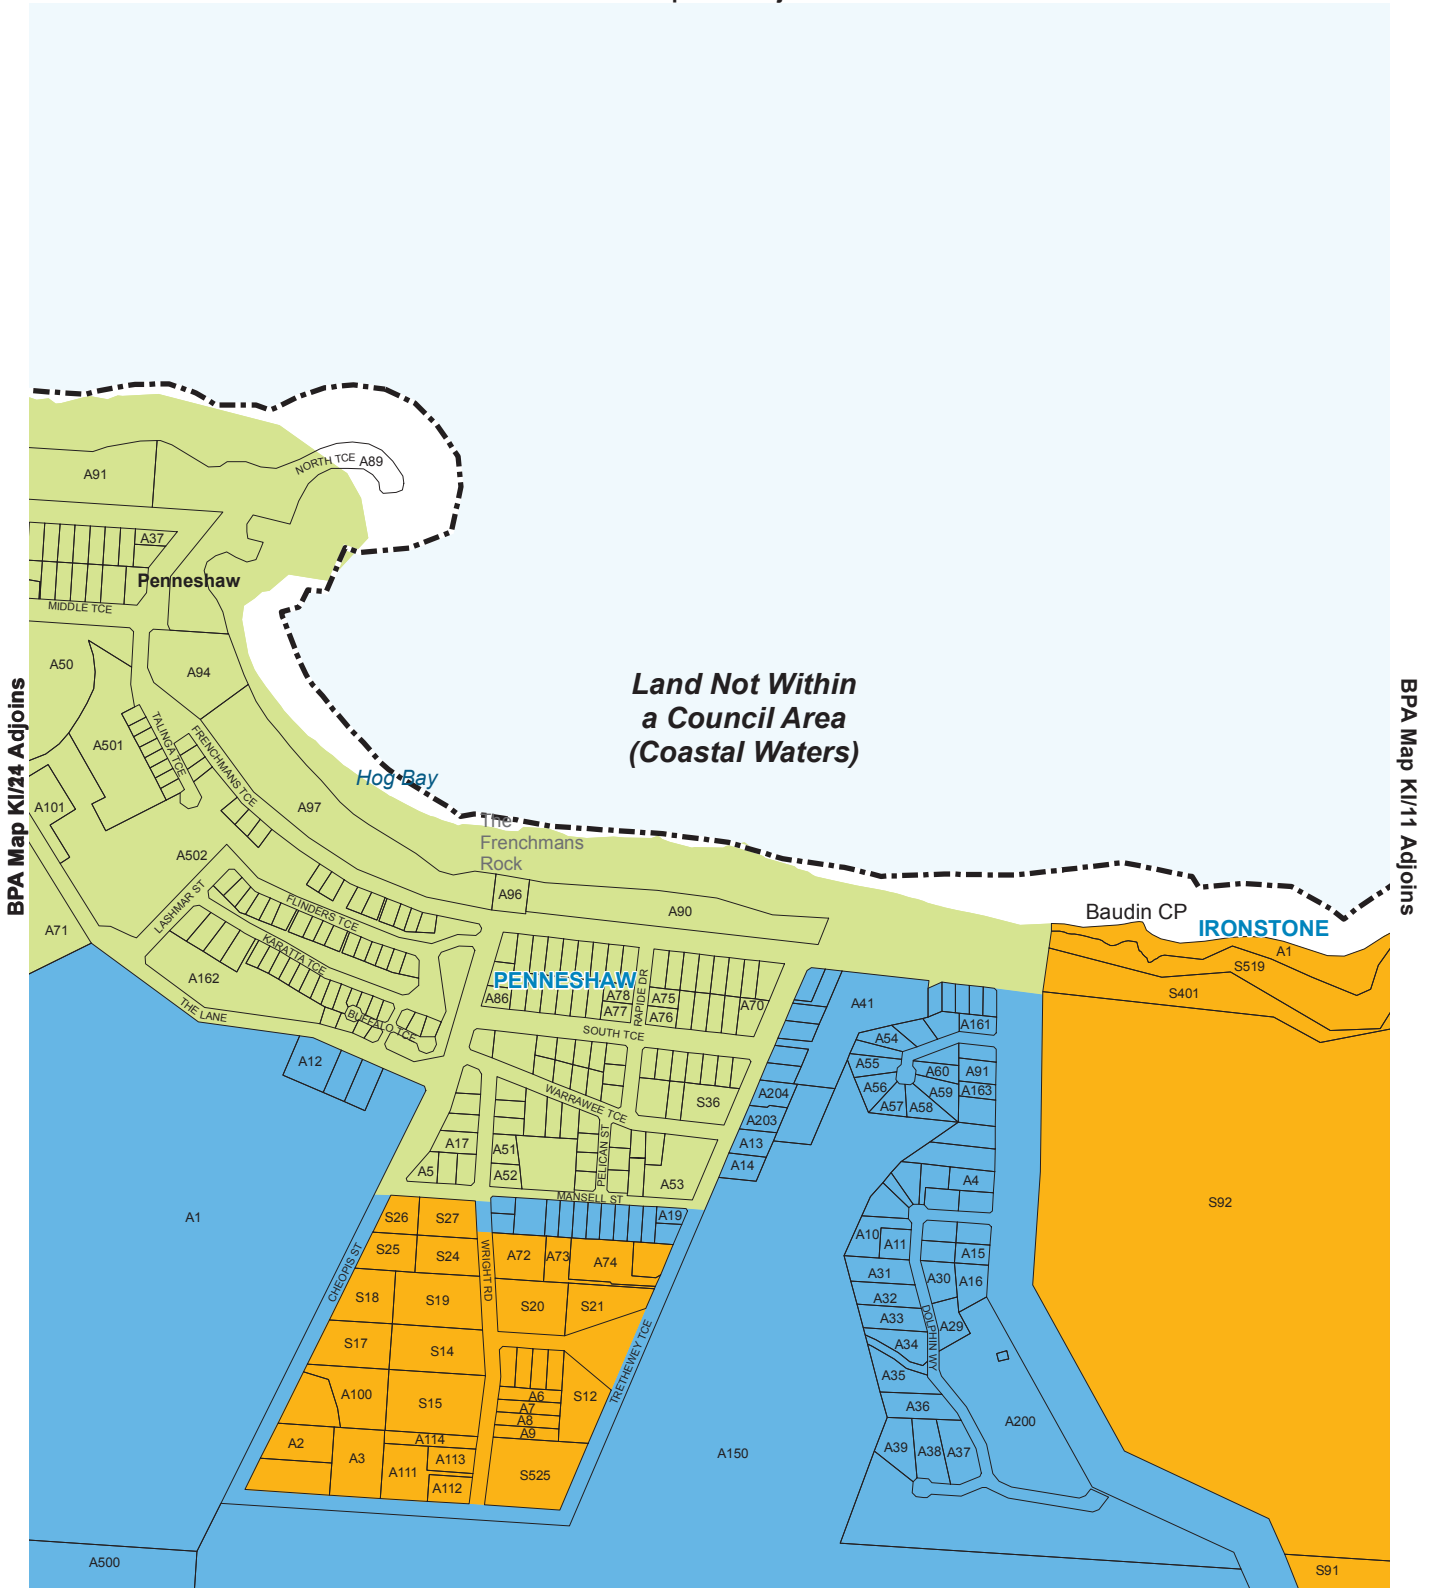 NORTH TCE
A89
A91
A37
Penneshaw
MIDDLE TCE
A50
A94
Land Not Within
a Council Area
(Coastal Waters)
BPA Map KI/24 Adjoins
BPA Map KI/11 Adjoins
A501
TALINGA TCE
FRENCHMANS TCE
Hog Bay
A101
A97
The
Frenchmans
Rock
A502
LASHMAR ST
FLINDERS TCE
A96
A90
Baudin CP
IRONSTONE
A71
KARATTA TCE
A1
S519
A162
PENNESHAW
S401
A86
A78
A77
RAPIDE DR
A75
A76
A70
A41
THE LANE
BUFFALO TCE
SOUTH TCE
A161
A54
A12
A55
A60
A91
A56
A59
A163
A57
A58
WARRAWEE TCE
S36
A204
A203
A17
A51
PELICAN ST
A13
A14
A5
A52
A53
A4
MANSELL ST
A1
S26
S27
A19
S92
S25
S24
WRIGHT RD
A72
A73
A74
A10
A11
A15
CHEOPIS ST
A31
A30
A16
S18
S19
S20
S21
A32
A33
DOLPHIN WY
A29
S17
S14
A34
TRETHEWEY TCE
A35
A100
S15
A6
A7
A8
A9
S12
A36
A200
A2
A114
A3
A113
A111
A112
S525
A150
A39
A38
A37
A500
S91